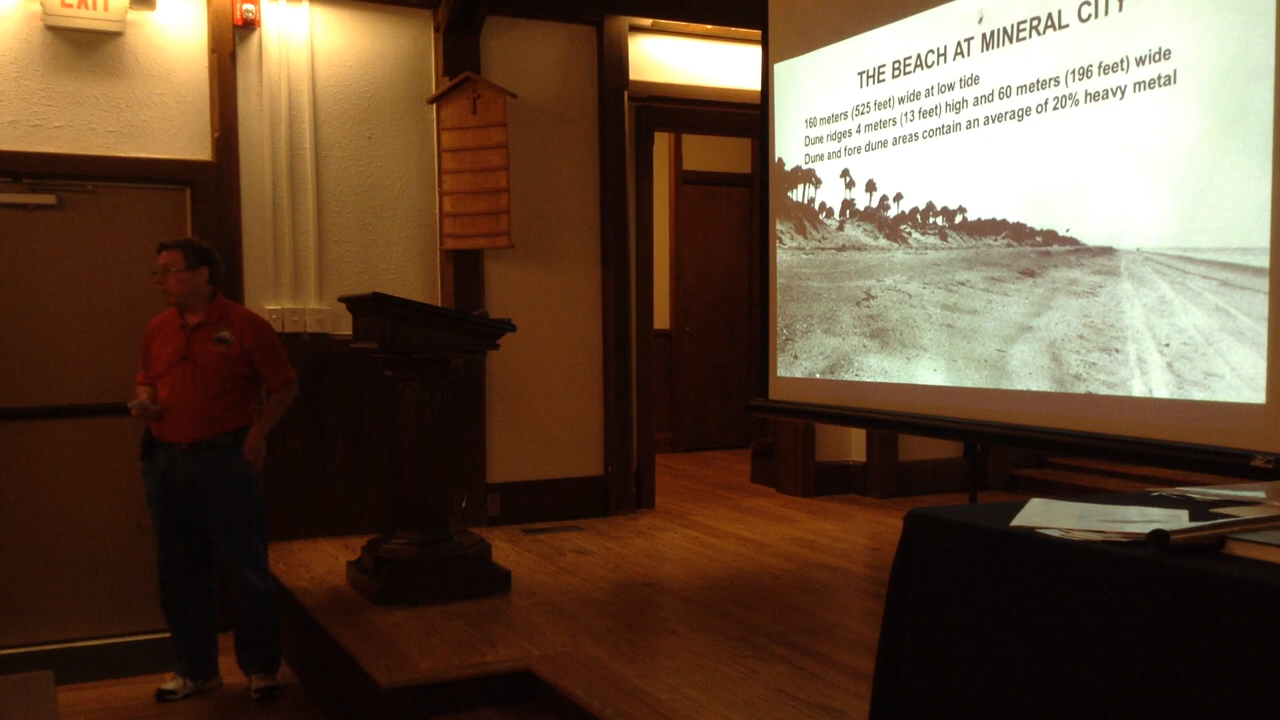 EXIT
THE BEACH AT MINERAL CITY
160 meters (525 feet) wide at low tide
Dune ridges 4 meters (13 feet) high and 60 meters (196 feet) wide
Dune and fore dune areas contain an average of 20% heavy metal